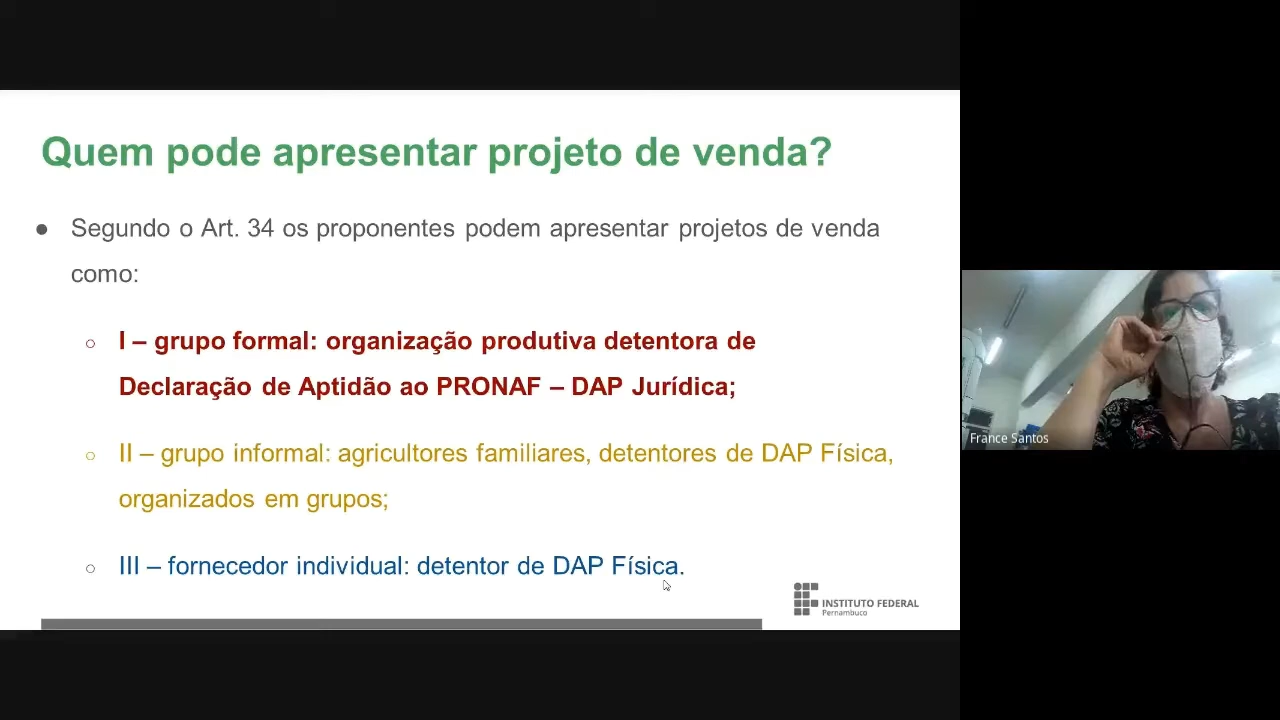 Quem pode apresentar projeto de venda?
● Segundo o Art. 34 os proponentes podem apresentar projetos de venda
como:
○ I – grupo formal: organização produtiva detentora de
Declaração de Aptidão ao PRONAF – DAP Jurídica;
○ II – grupo informal: agricultores familiares, detentores de DAP Física,
organizados em grupos;
○ III – fornecedor individual: detentor de DAP Física.
INSTITUTO FEDERAL
Pernambuco
France Santos